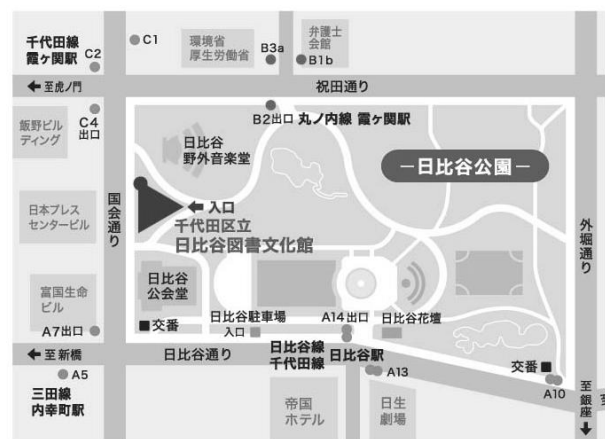 千代田線
霞ヶ関駅
C2
C1
環境省
厚生労働省
B3a
弁護士
会館
B1b
←至虎ノ門
祝田通り
飯野ビル
ディング
C4
出口
B2出口 丸ノ内線 霞ヶ関駅
日比谷
野外音楽堂
−日比谷公園−
国会通り
日本プレス
センタービル
←入口
千代田区立
日比谷図書文化館
外堀通り
富国生命
ビル
日比谷
公会堂
A7出口
■交番
日比谷駐車場
入口
A14出口
日比谷花壇
←至新橋
日比谷通り
日比谷線
千代田線
日比谷駅
A13
交番■
A10
A5
三田線
内幸町駅
帝国
ホテル
日生
劇場
至銀座↓
至